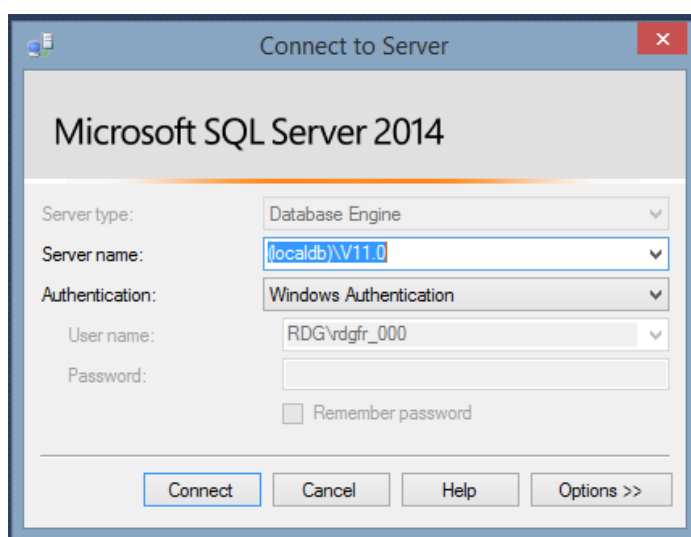 Connect to Server
Microsoft SQL Server 2014
Server type: Database Engine
Server name: (localdb)\V11.0
Authentication: Windows Authentication
User name: RDG\rdgfr_000
Password:
Remember password
Connect Cancel Help Options >>